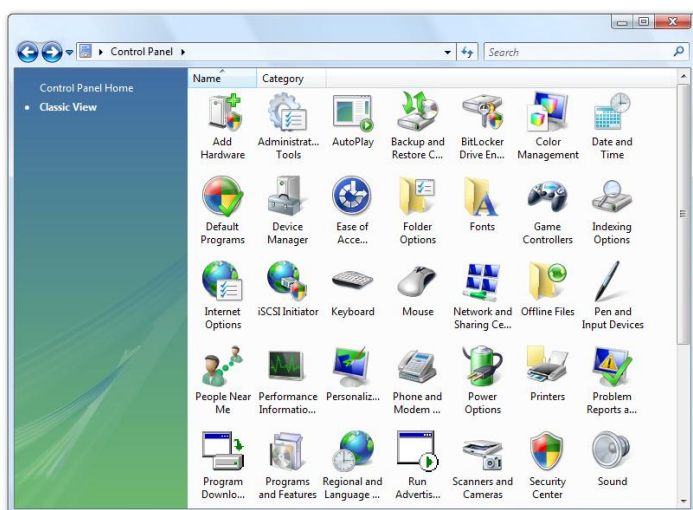 Control Panel
Search
Control Panel Home
Classic View
Name Category
Add Hardware
Administrat... Tools
AutoPlay
Backup and Restore C...
BitLocker Drive En...
Color Management
Date and Time
Default Programs
Device Manager
Ease of Acce...
Folder Options
Fonts
Game Controllers
Indexing Options
Internet Options
iSCSI Initiator
Keyboard
Mouse
Network and Sharing Ce...
Offline Files
Pen and Input Devices
People Near Me
Performance Informatio...
Personaliz...
Phone and Modem ...
Power Options
Printers
Problem Reports a...
Program Downlo...
Programs and Features
Regional and Language ...
Run Advertis...
Scanners and Cameras
Security Center
Sound